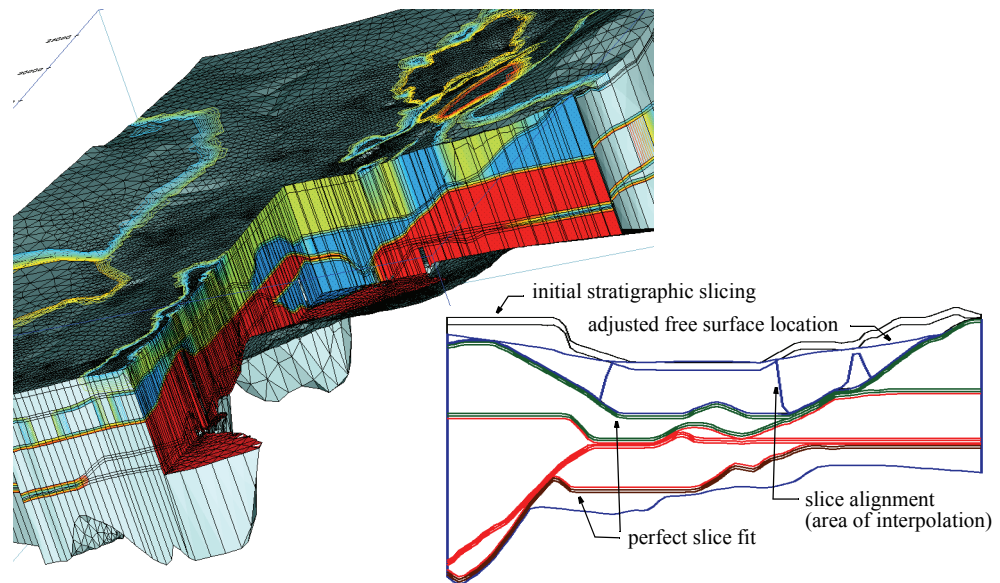 initial stratigraphic slicing
adjusted free surface location
slice alignment
(area of interpolation)
perfect slice fit